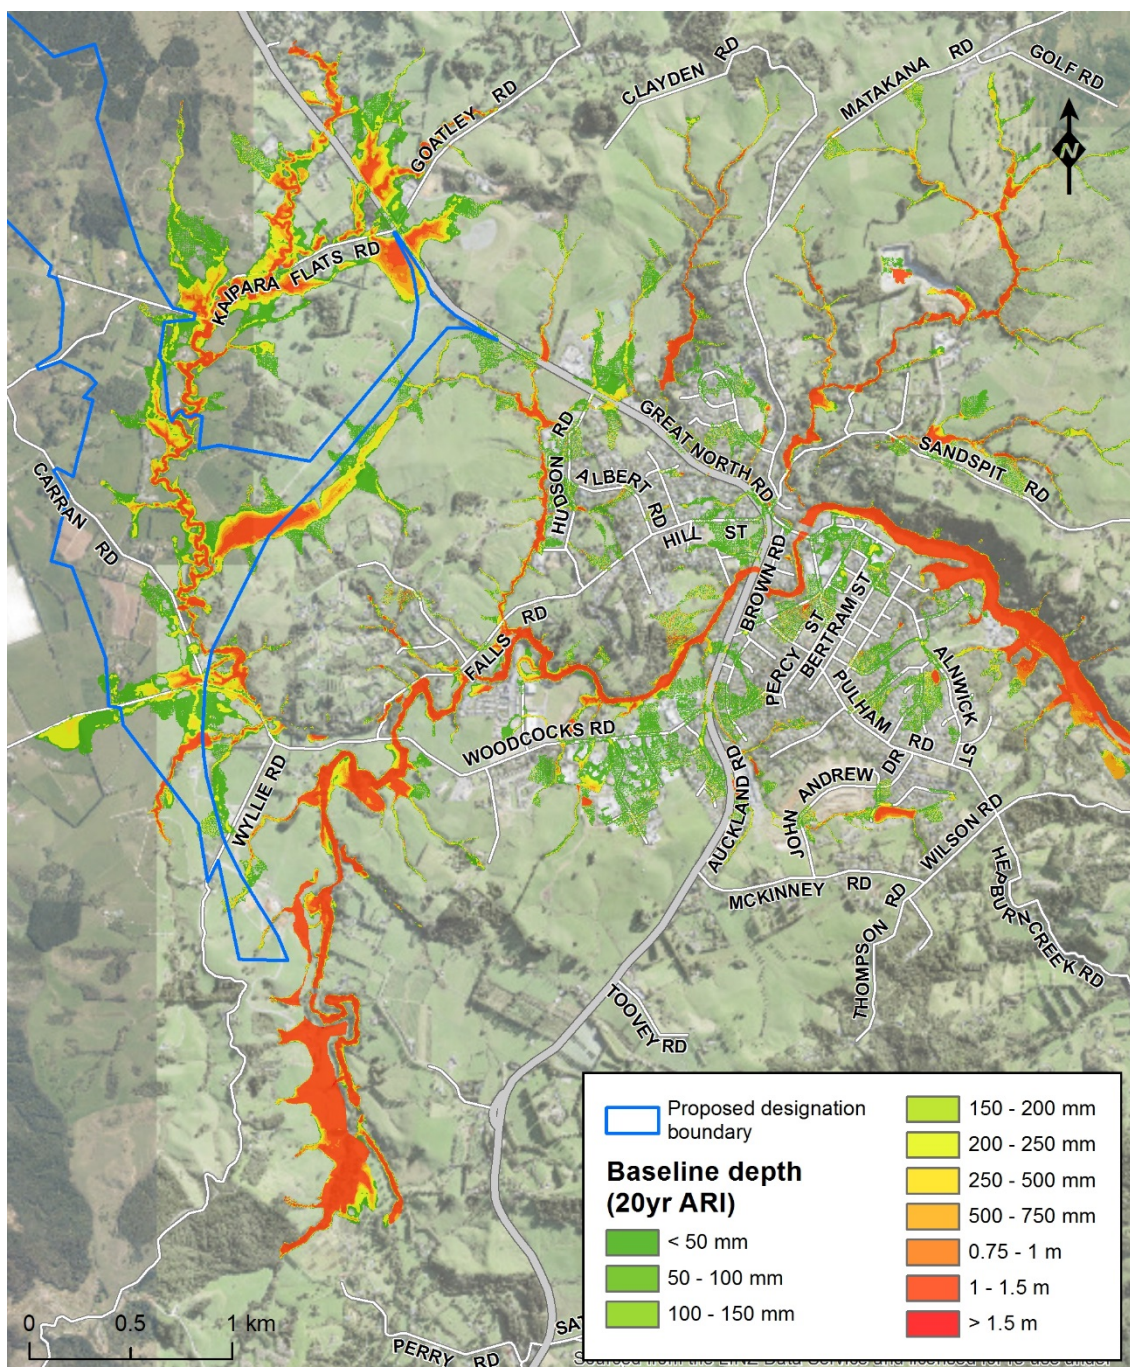 CLAYDEN RD
MATAKANA RD
GOLF RD
GOATLEY RD
N
KAIPARA FLATS RD
GREAT NORTH RD
SANDSPIT RD
HUDSON RD
ALBERT RD
HILL ST
CARRAN RD
BROWN RD
PERCY ST
BERTRAM ST
FALLS RD
ALNWICK ST
PULHAM RD
WOODCOCKS RD
WYLLIE RD
AUCKLAND RD
JOHN ANDREW DR
WILSON RD
MCKINNEY RD
HEPBURN CREEK RD
THOMPSON RD
TOOVEY RD
PERRY RD
SAT
0 0.5 1 km
Proposed designation
boundary
Baseline depth
(20yr ARI)
< 50 mm
50 - 100 mm
100 - 150 mm
150 - 200 mm
200 - 250 mm
250 - 500 mm
500 - 750 mm
0.75 - 1 m
1 - 1.5 m
> 1.5 m